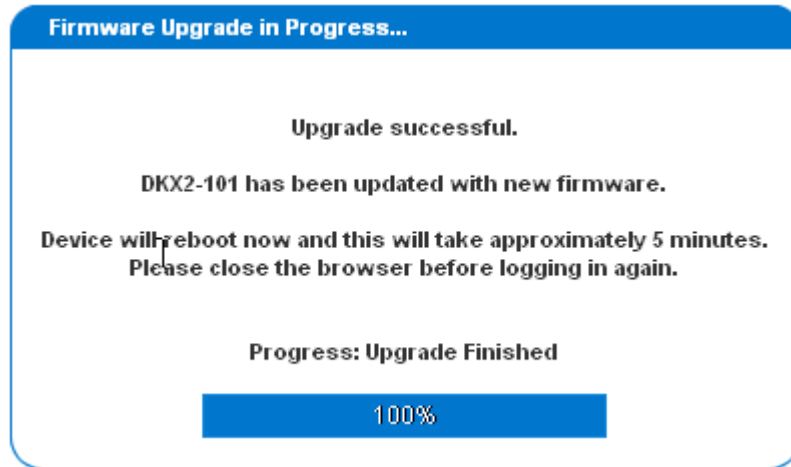 Firmware Upgrade in Progress...
Upgrade successful.
DKX2-101 has been updated with new firmware.
Device will reboot now and this will take approximately 5 minutes.
Please close the browser before logging in again.
Progress: Upgrade Finished
100%